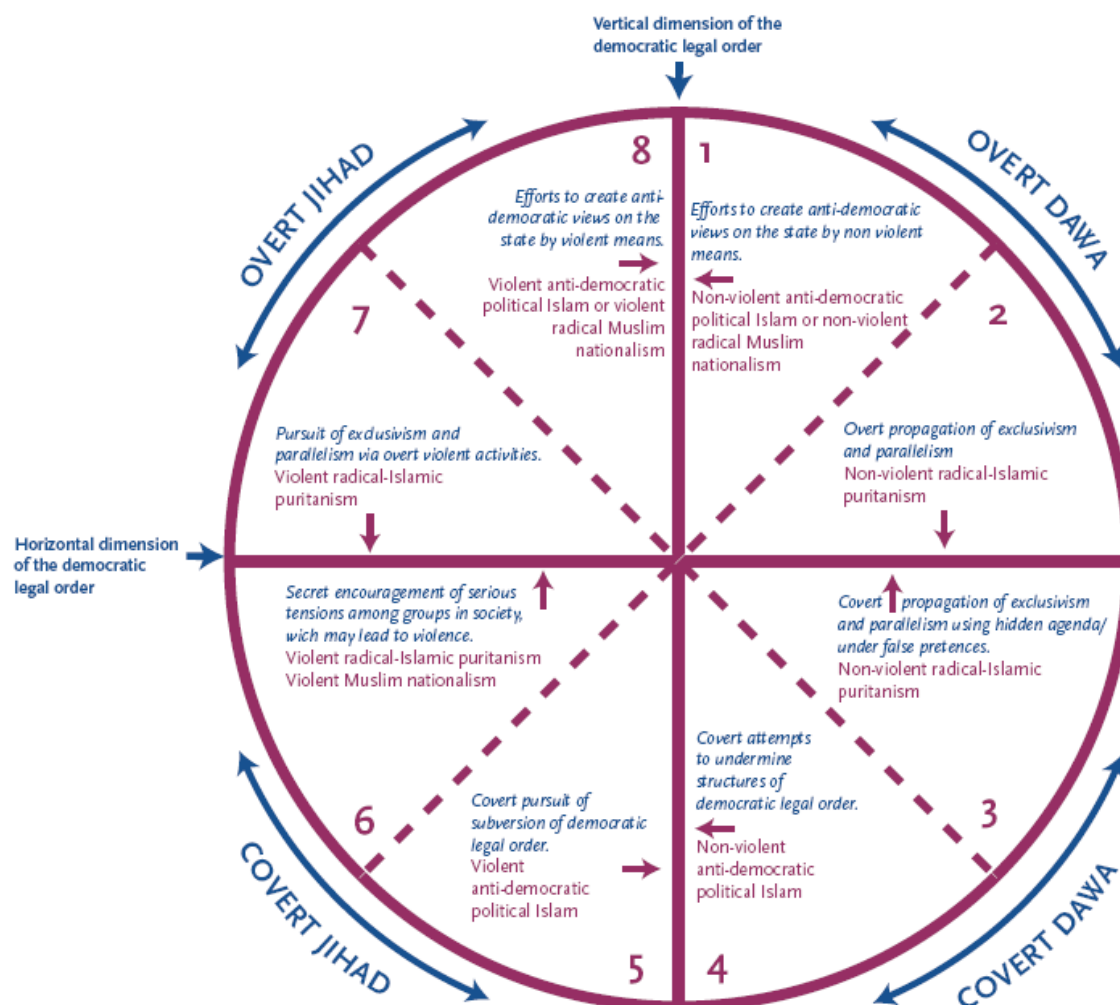 Vertical dimension of the
democratic legal order
OVERT JIHAD
OVERT DAWA
8
1
Efforts to create anti-
democratic views on the
state by violent means.
Violent anti-democratic
political Islam or violent
radical Muslim
nationalism
Efforts to create anti-democratic
views on the state by non violent
means.
Non-violent anti-democratic
political Islam or non-violent
radical Muslim
nationalism
7
2
Pursuit of exclusivism and
parallelism via overt violent activities.
Violent radical-Islamic
puritanism
Overt propagation of exclusivism
and parallelism
Non-violent radical-Islamic
puritanism
Horizontal dimension
of the democratic
legal order
Secret encouragement of serious
tensions among groups in society,
wich may lead to violence.
Violent radical-Islamic puritanism
Violent Muslim nationalism
Covert propagation of exclusivism
and parallelism using hidden agenda/
under false pretences.
Non-violent radical-Islamic
puritanism
6
3
Covert pursuit of
subversion of democratic
legal order.
Violent
anti-democratic
political Islam
Covert attempts
to undermine
structures of
democratic legal order.
Non-violent
anti-democratic
political Islam
5
4
COVERT JIHAD
COVERT DAWA